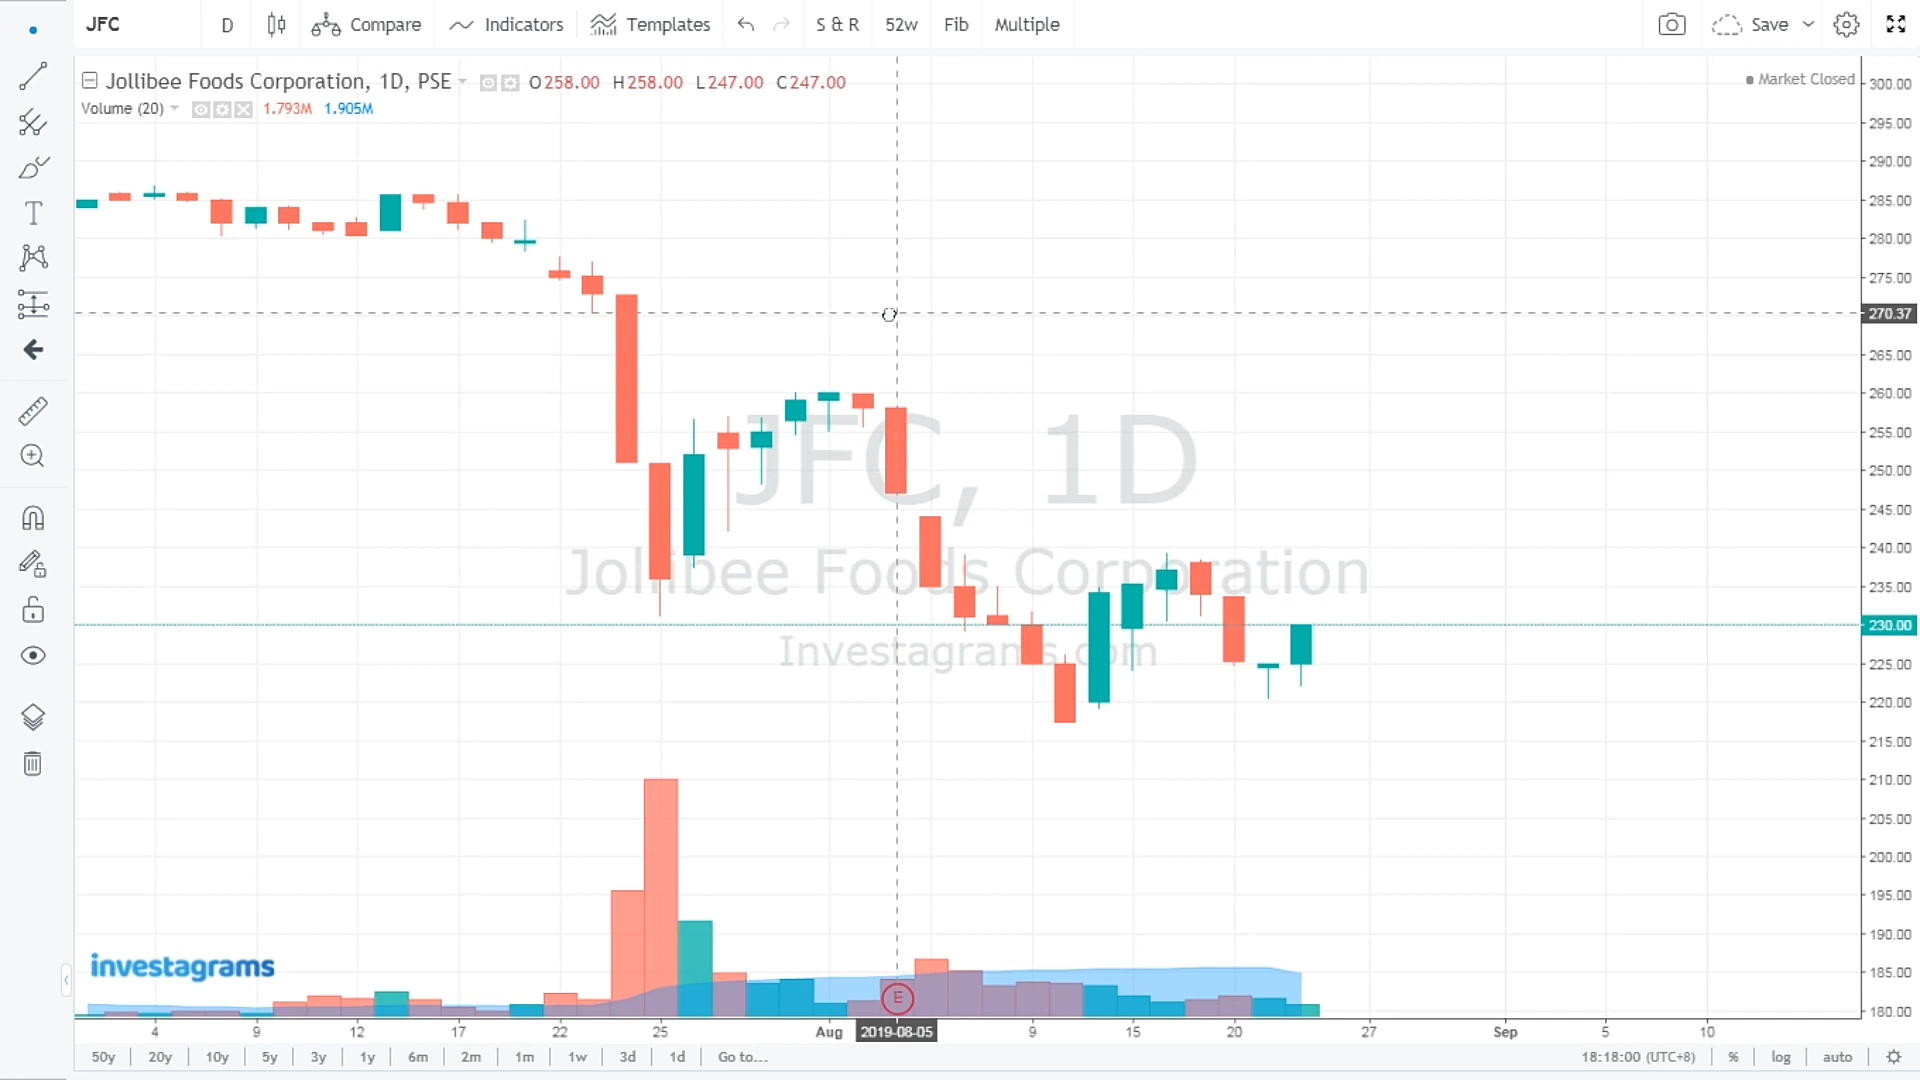 JFC D Compare Indicators Templates S & R 52w Fib Multiple Save
Jollibee Foods Corporation, 1D, PSE O258.00 H258.00 L247.00 C247.00
Market Closed
Volume (20) 1.793M 1.905M
300.00
295.00
290.00
285.00
280.00
275.00
270.37
265.00
260.00
255.00
250.00
245.00
240.00
235.00
230.00
225.00
220.00
215.00
210.00
205.00
200.00
195.00
190.00
185.00
180.00
JFC, 1D
Jollibee Foods Corporation
Investagrams.com
investagrams
E
4 9 12 17 22 25 Aug 2019-08-05 9 15 20 27 Sep 5 10
50y 20y 10y 5y 3y 1y 6m 2m 1m 1w 3d 1d Go to... 18:18:00 (UTC+8) % log auto